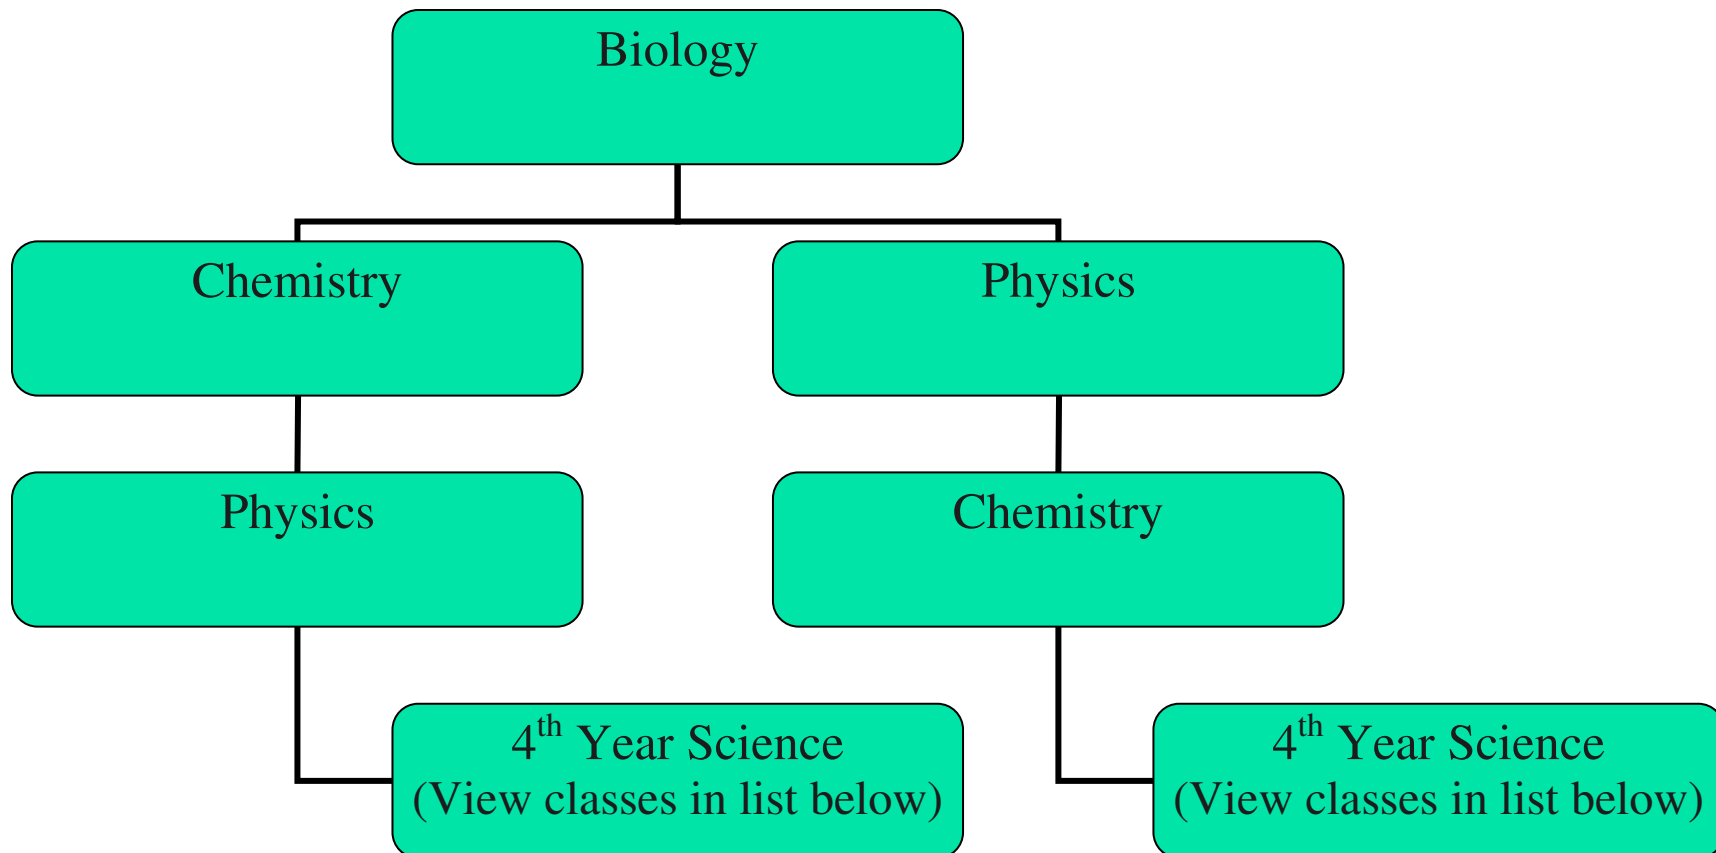 Biology
Chemistry
Physics
Physics
Chemistry
4th Year Science
(View classes in list below)
4th Year Science
(View classes in list below)